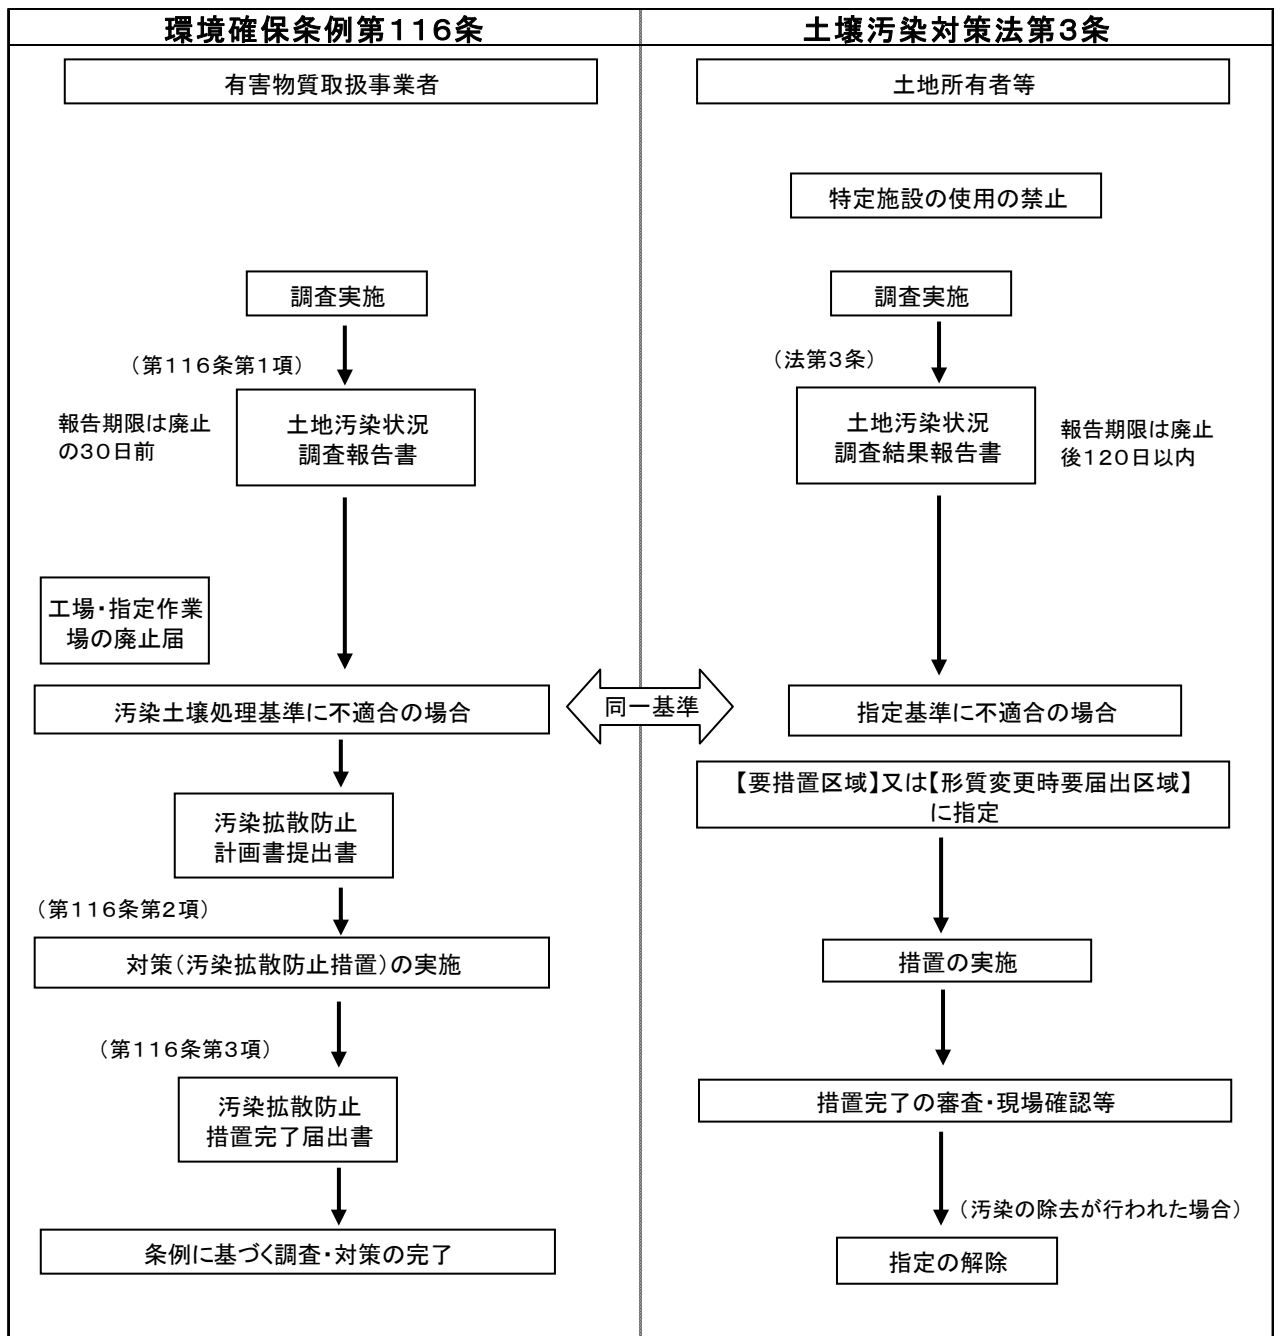 環境確保条例第116条
有害物質取扱事業者
調査実施
（第116条第1項）
報告期限は廃止
の30日前
土地汚染状況
調査報告書
工場・指定作業
場の廃止届
汚染土壌処理基準に不適合の場合
汚染拡散防止
計画書提出書
（第116条第2項）
対策（汚染拡散防止措置）の実施
（第116条第3項）
汚染拡散防止
措置完了届出書
条例に基づく調査・対策の完了
同一基準
土壌汚染対策法第3条
土地所有者等
特定施設の使用の禁止
調査実施
（法第3条）
土地汚染状況
調査結果報告書
報告期限は廃止
後120日以内
指定基準に不適合の場合
【要措置区域】又は【形質変更時要届出区域】
に指定
措置の実施
措置完了の審査・現場確認等
（汚染の除去が行われた場合）
指定の解除